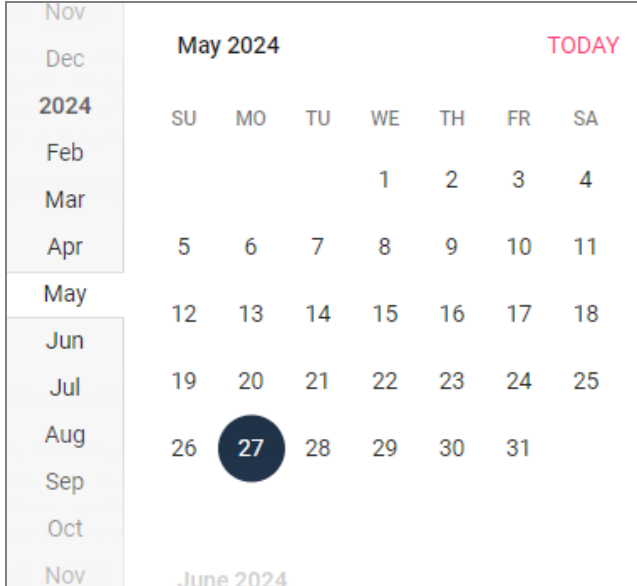 Nov
Dec
2024
Feb
Mar
Apr
May
Jun
Jul
Aug
Sep
Oct
Nov
May 2024 TODAY
SU MO TU WE TH FR SA
1 2 3 4
5 6 7 8 9 10 11
12 13 14 15 16 17 18
19 20 21 22 23 24 25
26 27 28 29 30 31
June 2024